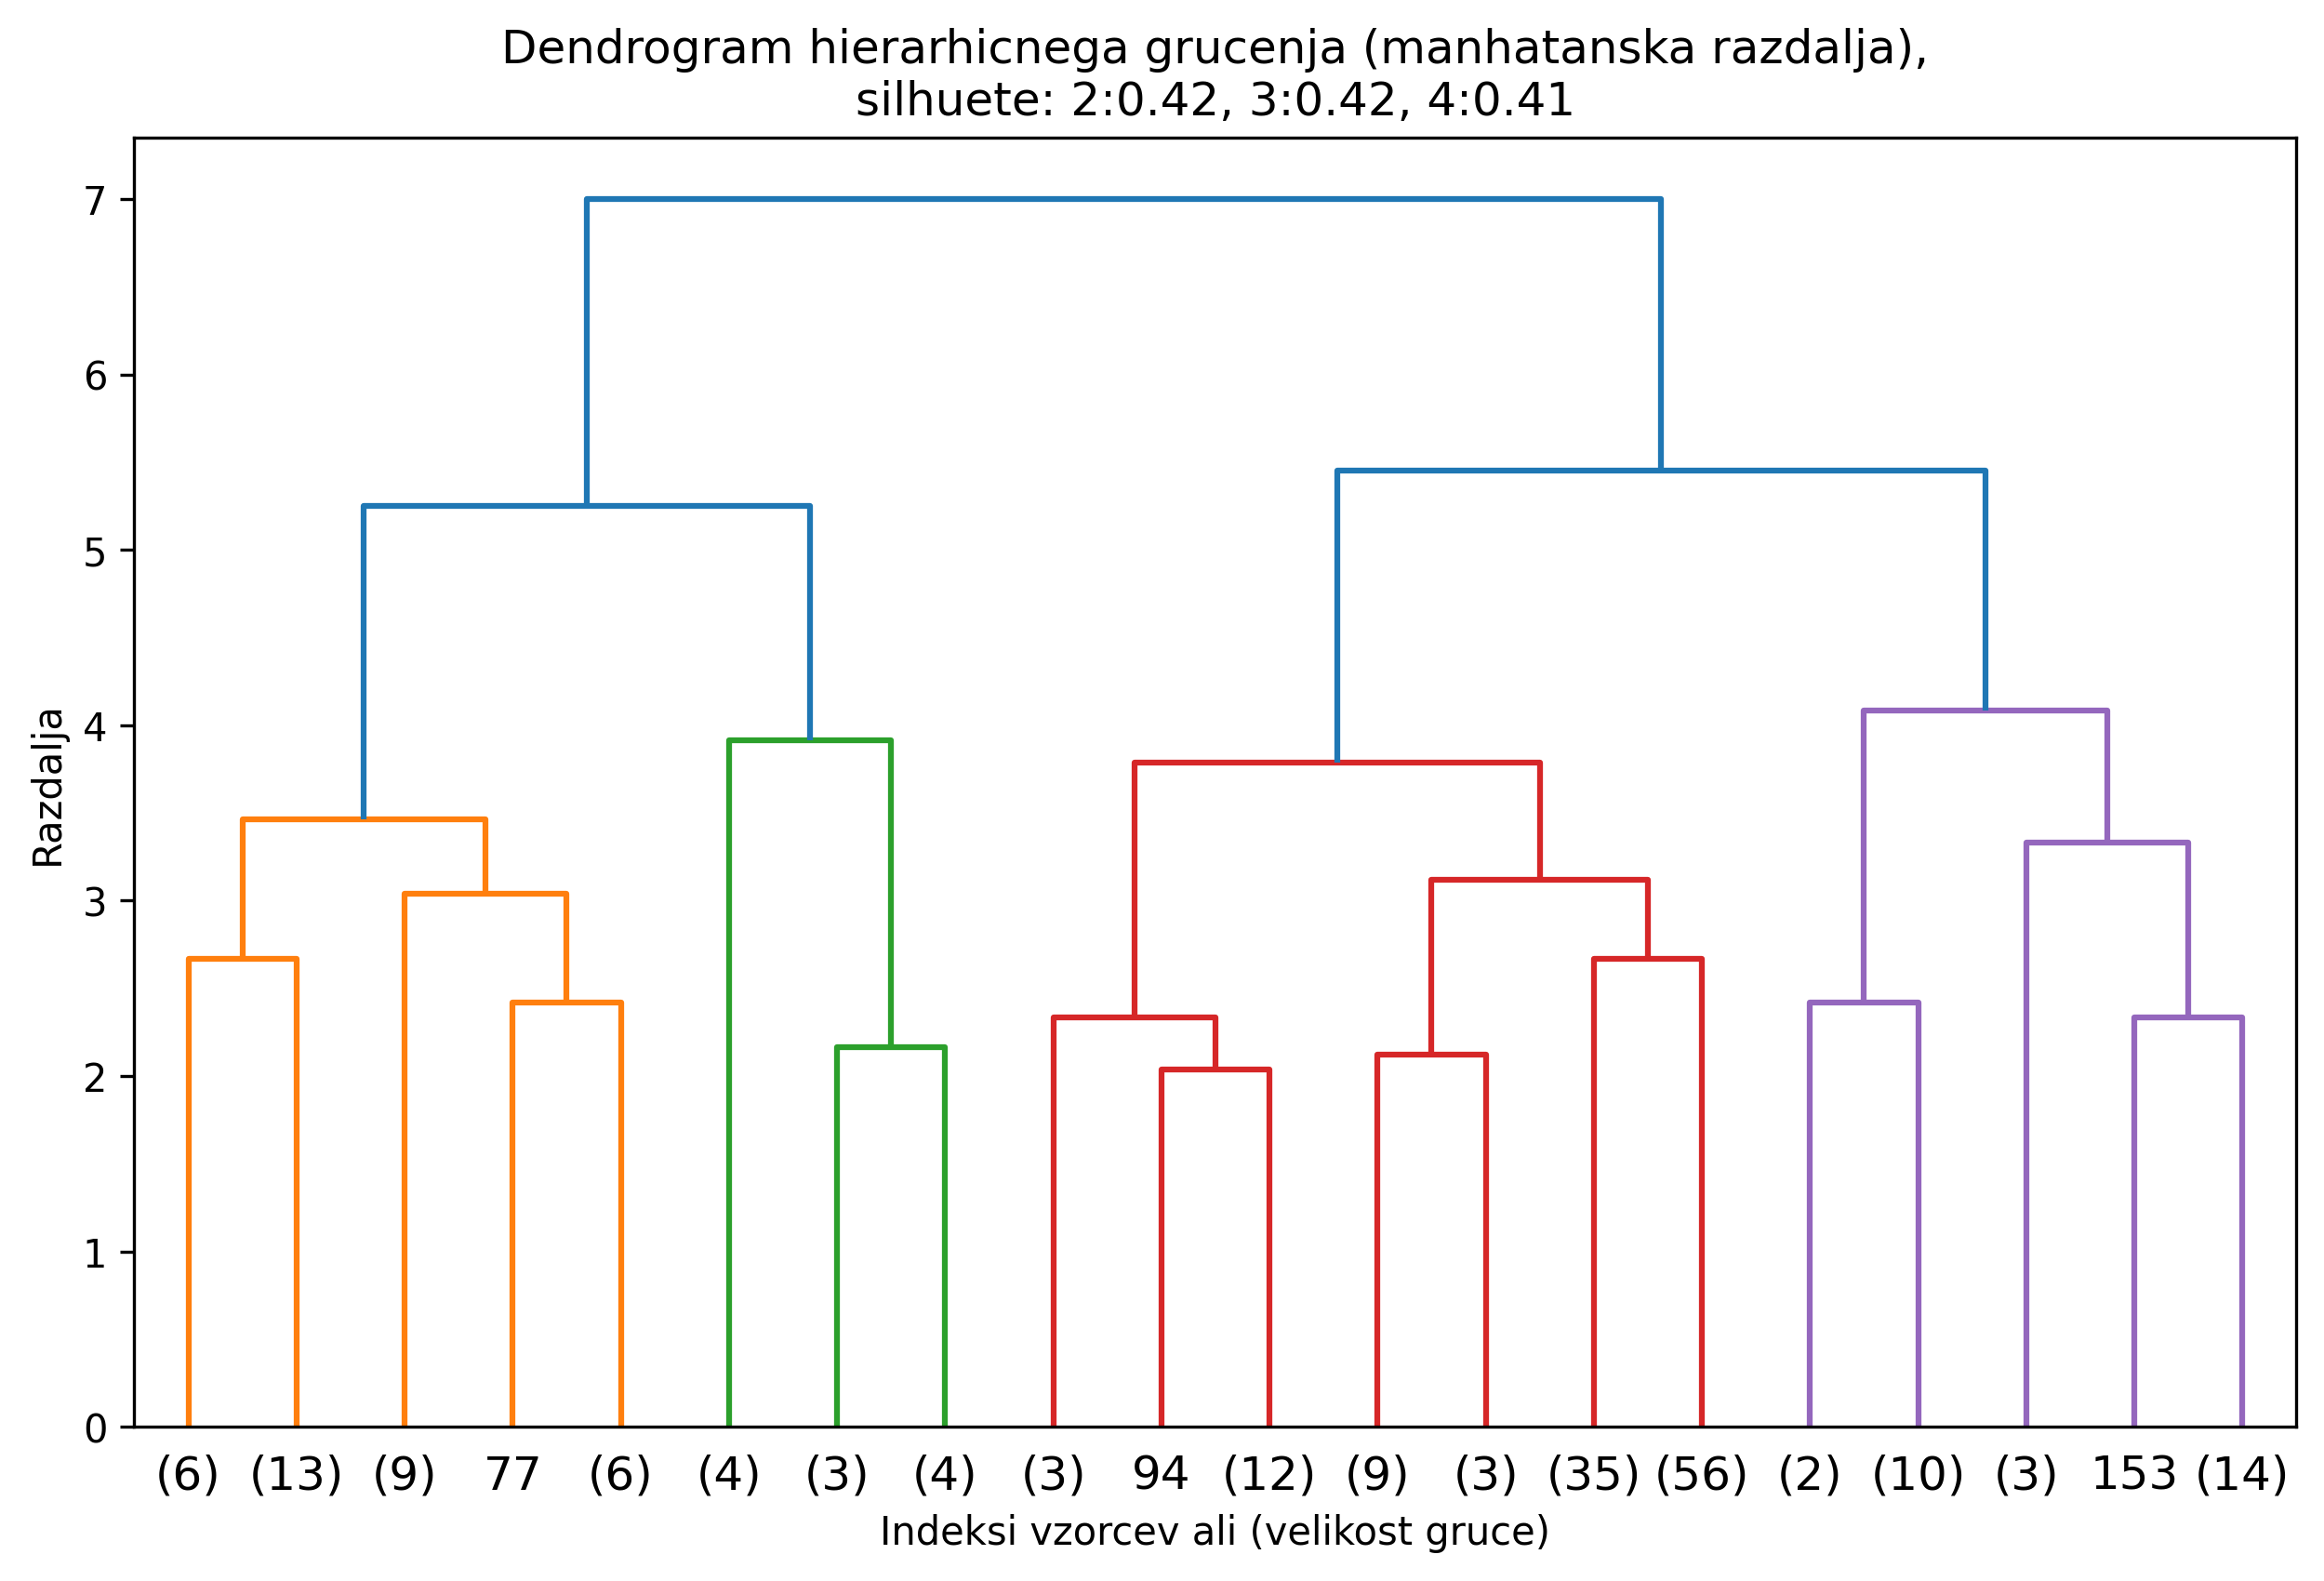 Dendrogram hierarhicnega grucenja (manhatanska razdalja),
silhuete: 2:0.42, 3:0.42, 4:0.41
7
6
5
4
3
2
1
0
Razdalja
(6) (13) (9) 77 (6) (4) (3) (4) (3) 94 (12) (9) (3) (35) (56) (2) (10) (3) 153 (14)
Indeksi vzorcev ali (velikost gruce)